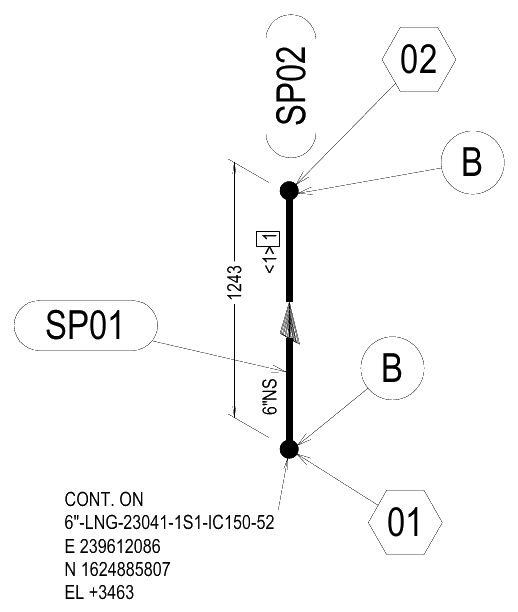 SP02
02
B
<1> 1
1243
SP01
B
6"NS
CONT. ON
6"-LNG-23041-1S1-IC150-52
E 239612086
N 1624885807
EL +3463
01